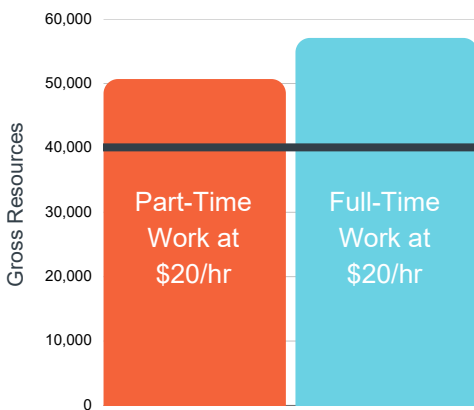 60,000
50,000
40,000
30,000
20,000
10,000
0
Gross Resources
Part-Time
Work at
$20/hr
Full-Time
Work at
$20/hr